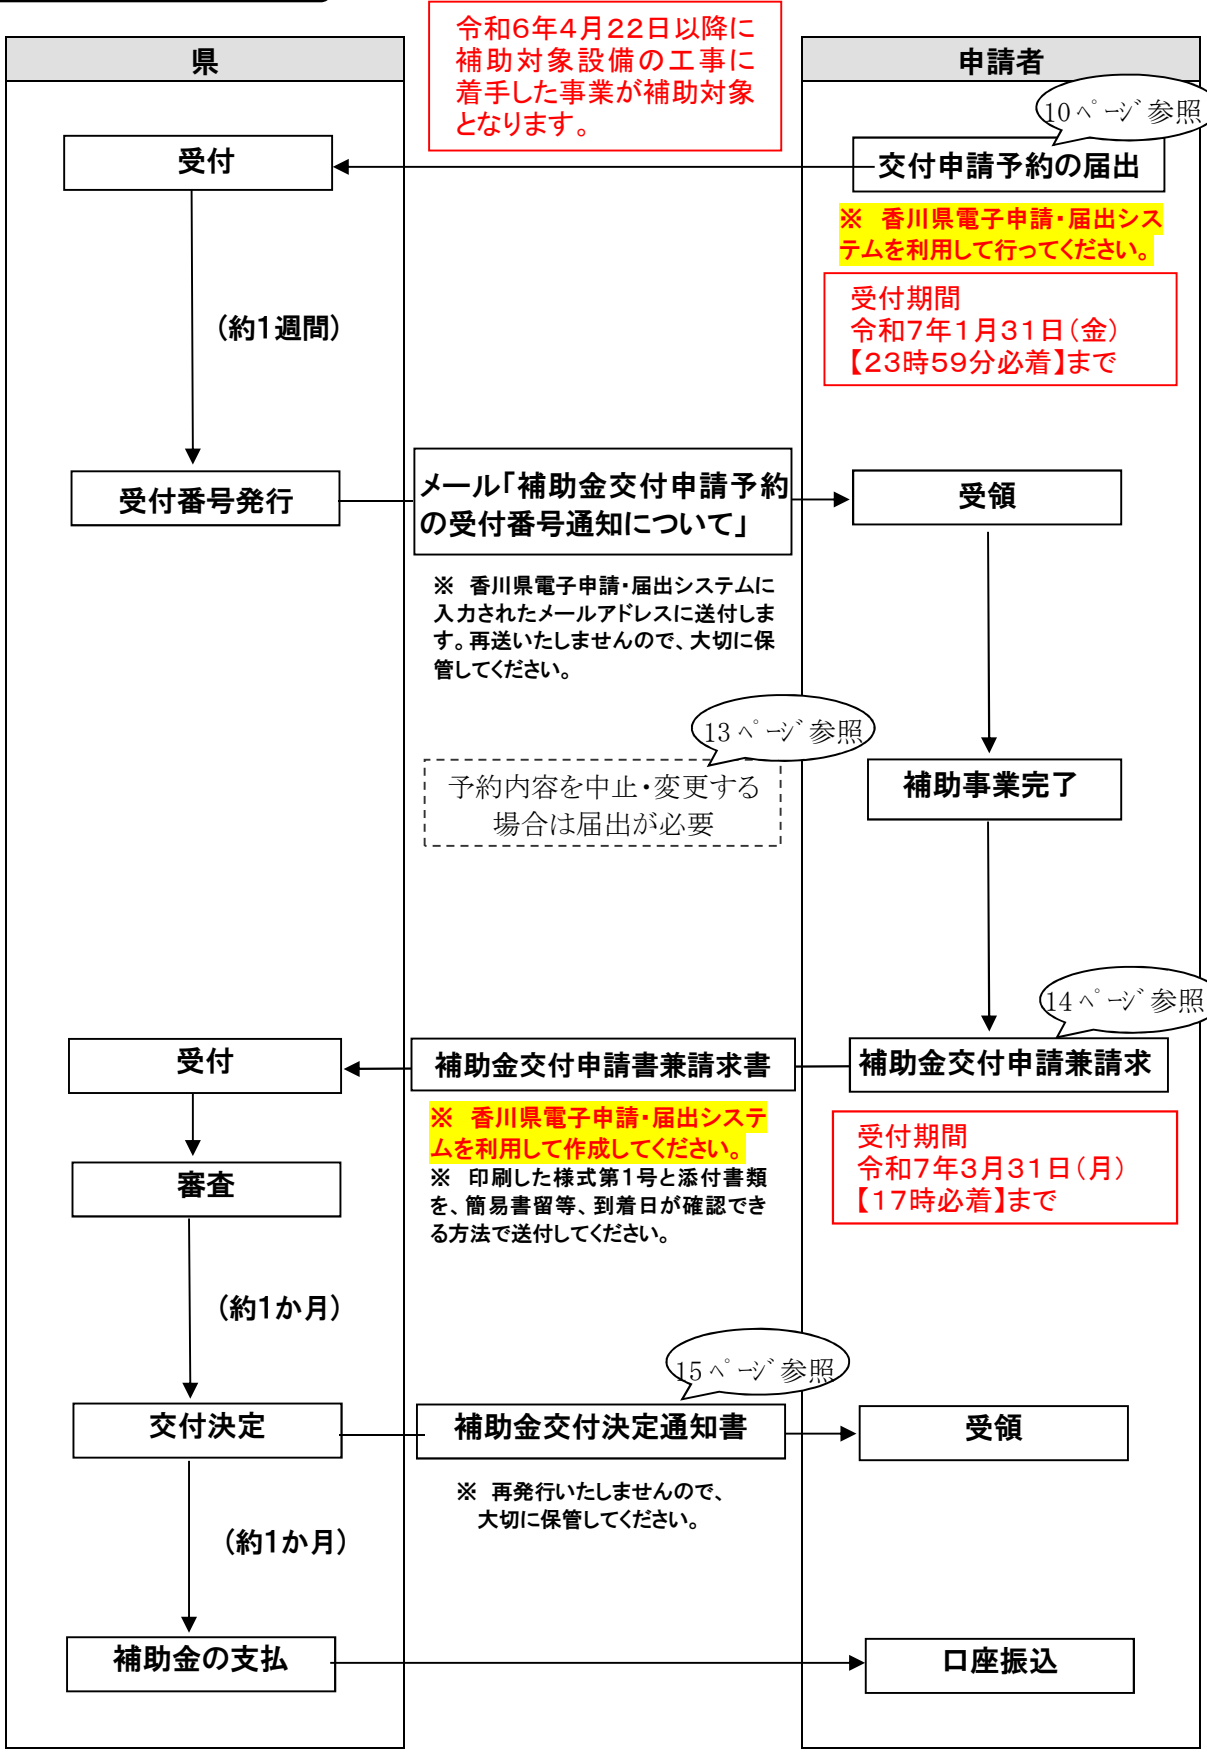 令和6年4月22日以降に
補助対象設備の工事に
着手した事業が補助対象
となります。
県
申請者
10ページ参照
受付
交付申請予約の届出
※　香川県電子申請・届出シス
テムを利用して行ってください。
受付期間
令和7年1月31日(金)
【23時59分必着】まで
(約1週間)
受付番号発行
メール「補助金交付申請予約
の受付番号通知について」
受領
※　香川県電子申請・届出システムに
入力されたメールアドレスに送付しま
す。再送いたしませんので、大切に保
管してください。
13ページ参照
予約内容を中止・変更する
場合は届出が必要
補助事業完了
14ページ参照
受付
補助金交付申請書兼請求書
補助金交付申請兼請求
※　香川県電子申請・届出システ
ムを利用して作成してください。
※　印刷した様式第1号と添付書類
を、簡易書留等、到着日が確認でき
る方法で送付してください。
受付期間
令和7年3月31日(月)
【17時必着】まで
審査
(約1か月)
15ページ参照
交付決定
補助金交付決定通知書
受領
※　再発行いたしませんので、
大切に保管してください。
(約1か月)
補助金の支払
口座振込